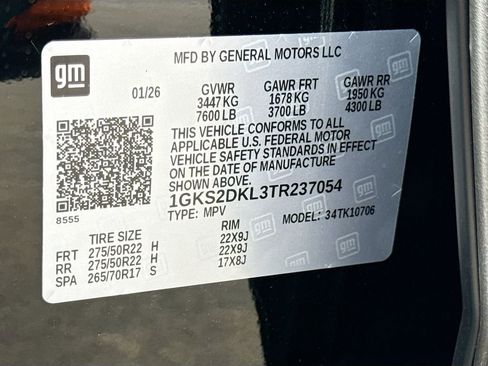 MFD BY GENERAL MOTORS LLC
gm
01/26 GVWR GAWR FRT GAWR RR
3447 KG 1678 KG 1950 KG
7600 LB 3700 LB 4300 LB
THIS VEHICLE CONFORMS TO ALL
APPLICABLE U.S. FEDERAL MOTOR
VEHICLE SAFETY STANDARDS IN EFFECT
ON THE DATE OF MANUFACTURE
SHOWN ABOVE.
8555
1GKS2DKL3TR237054
TYPE: MPV MODEL: 34TK10706
TIRE SIZE RIM
FRT 275/50R22 H 22X9J
RR 275/50R22 H 22X9J
SPA 265/70R17 S 17X8J